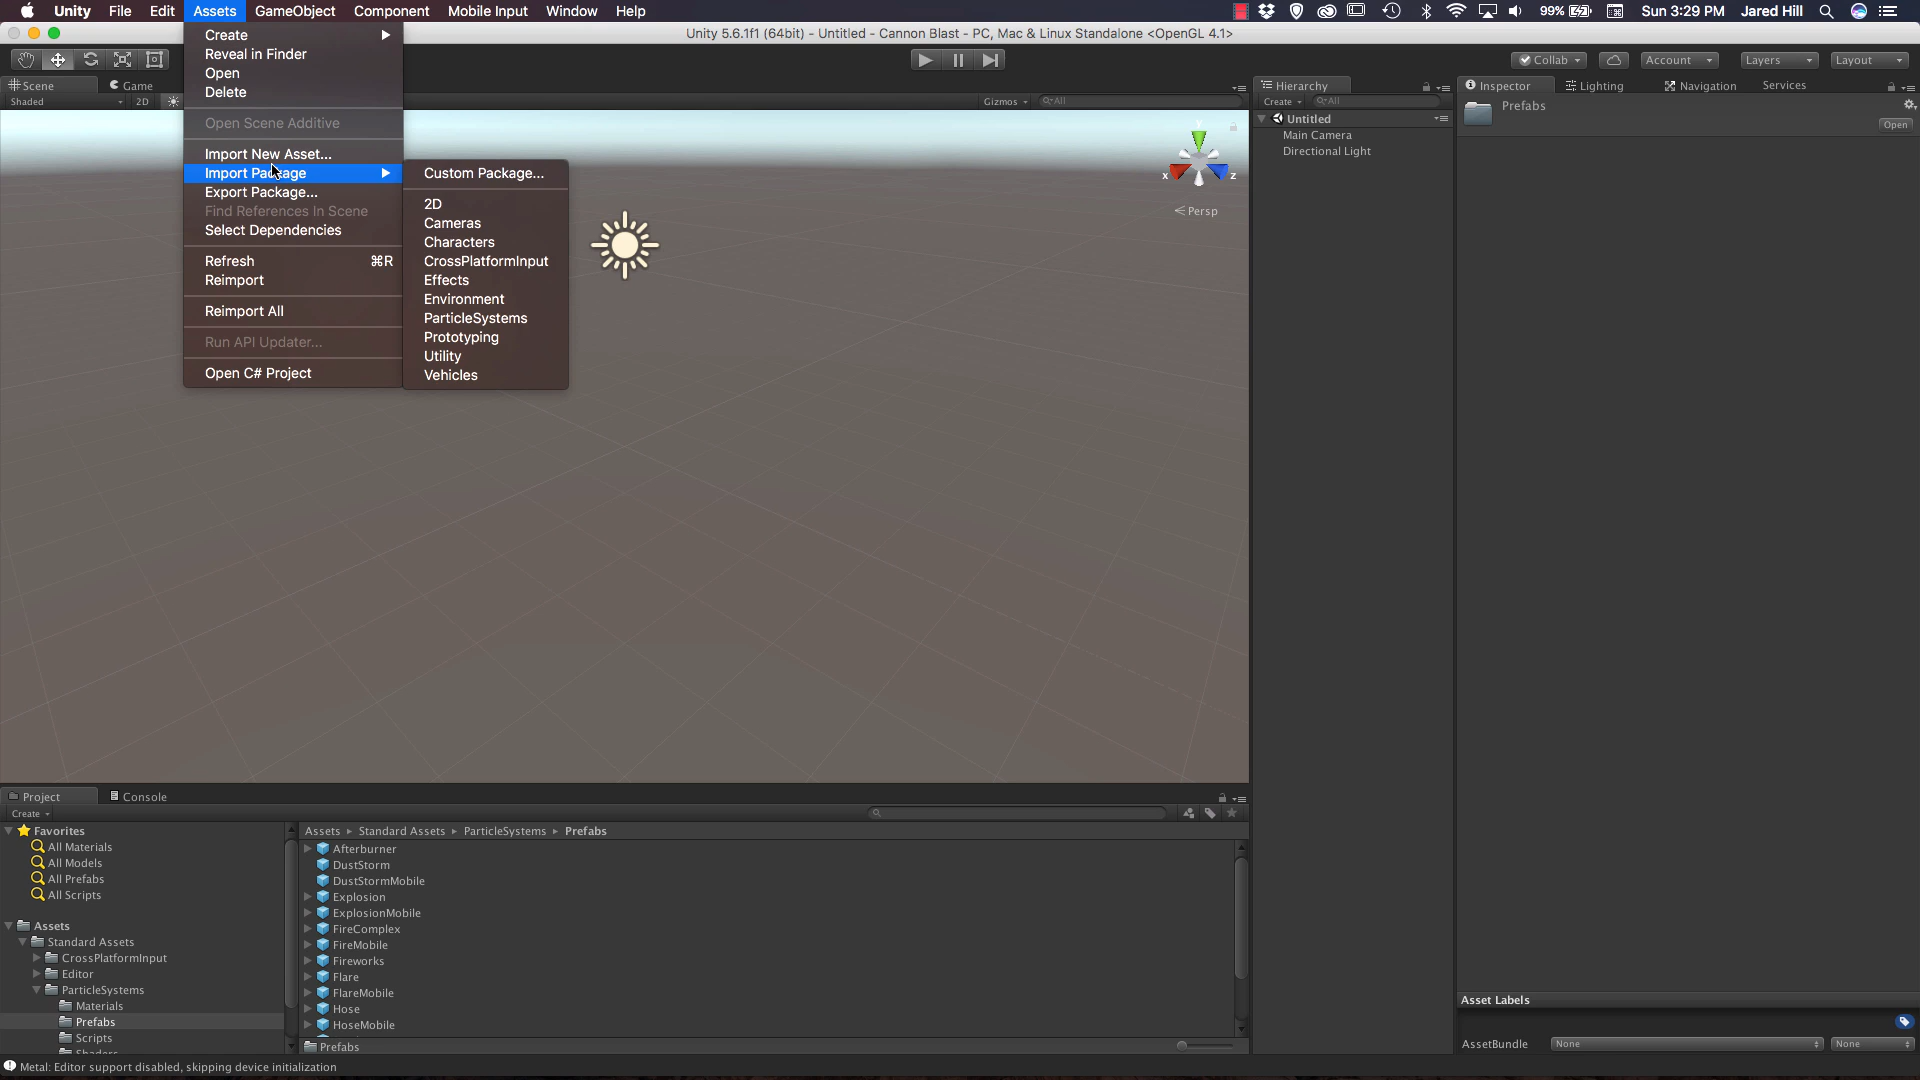 Unity File Edit Assets GameObject Component Mobile Input Window Help 99% Sun 3:29 PM Jared Hill
Unity 5.6.1f1 (64bit) - Untitled - Cannon Blast - PC, Mac & Linux Standalone <OpenGL 4.1>
Collab Account Layers Layout
Scene Game
Shaded 2D Gizmos All
Create
Reveal in Finder
Open
Delete
Open Scene Additive
Import New Asset...
Import Package
Export Package...
Find References In Scene
Select Dependencies
Refresh ⌘R
Reimport
Reimport All
Run API Updater...
Open C# Project
Custom Package...
2D
Cameras
Characters
CrossPlatformInput
Effects
Environment
ParticleSystems
Prototyping
Utility
Vehicles
y
x z
Persp
Hierarchy
Create All
Untitled
Main Camera
Directional Light
Inspector Lighting Navigation Services
Prefabs
Open
Project Console
Create
Favorites
All Materials
All Models
All Prefabs
All Scripts
Assets
Standard Assets
CrossPlatformInput
Editor
ParticleSystems
Materials
Prefabs
Scripts
Shaders
Assets Standard Assets ParticleSystems Prefabs
Afterburner
DustStorm
DustStormMobile
Explosion
ExplosionMobile
FireComplex
FireMobile
Fireworks
Flare
FlareMobile
Hose
HoseMobile
Prefabs
Asset Labels
AssetBundle None None
Metal: Editor support disabled, skipping device initialization